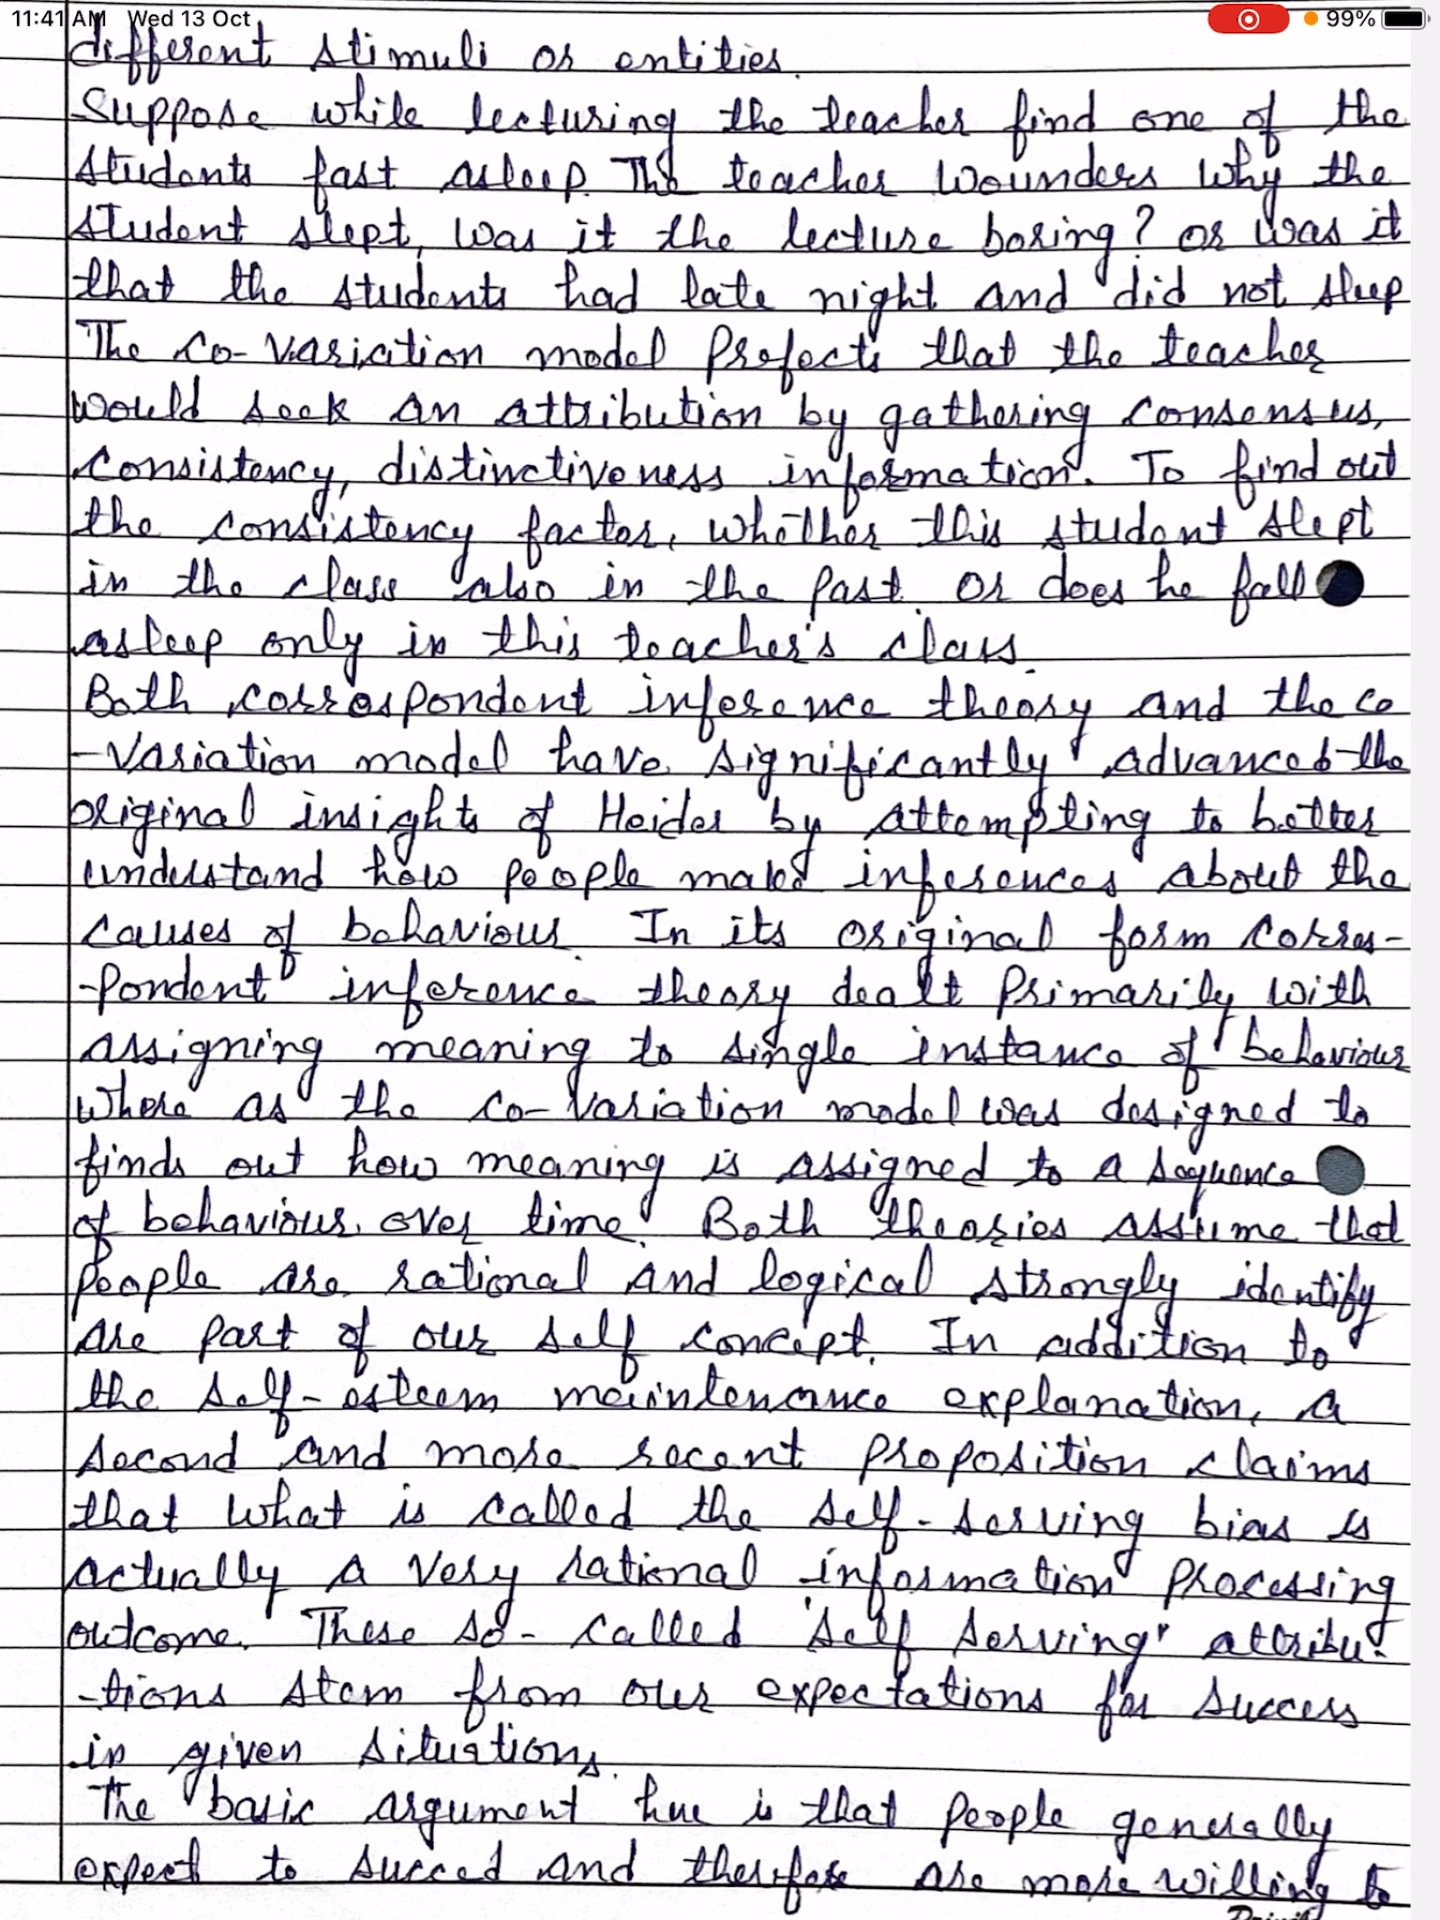 11:41 AM Wed 13 Oct 99%
different stimuli or entities.
Suppose while lecturing the teacher find one of the
students fast asleep. The teacher wounders why the
student slept, was it the lecture boring? or was it
that the students had late night and did not sleep
The co-variation model Prefects that the teacher
would seek an attribution by gathering consensus,
consistency, distinctiveness information. To find out
the consistency factor, whether this student slept
in the class also in the past. Or does he fall
asleep only in this teacher's class.
Both correspondent inference theory and the co
-variation model have significantly advanced the
original insights of Heider by attempting to better
understand how people make inferences about the
causes of behaviour. In its original form corres-
-pondent inference theory dealt Primarily with
assigning meaning to single instance of behaviour
where as the co-variation model was designed to
finds out how meaning is assigned to a sequence
of behaviour over time. Both theories assume that
people are rational and logical strongly identify
are part of our self concept. In addition to
the self-esteem maintenance explanation, a
second and more recent proposition claims
that what is called the self-serving bias is
actually a very rational information processing
outcome. These so-called "self serving" attribu-
-tions stem from our expectations for success
in given situations.
The basic argument here is that people generally
expect to succed and therefore are more willing to